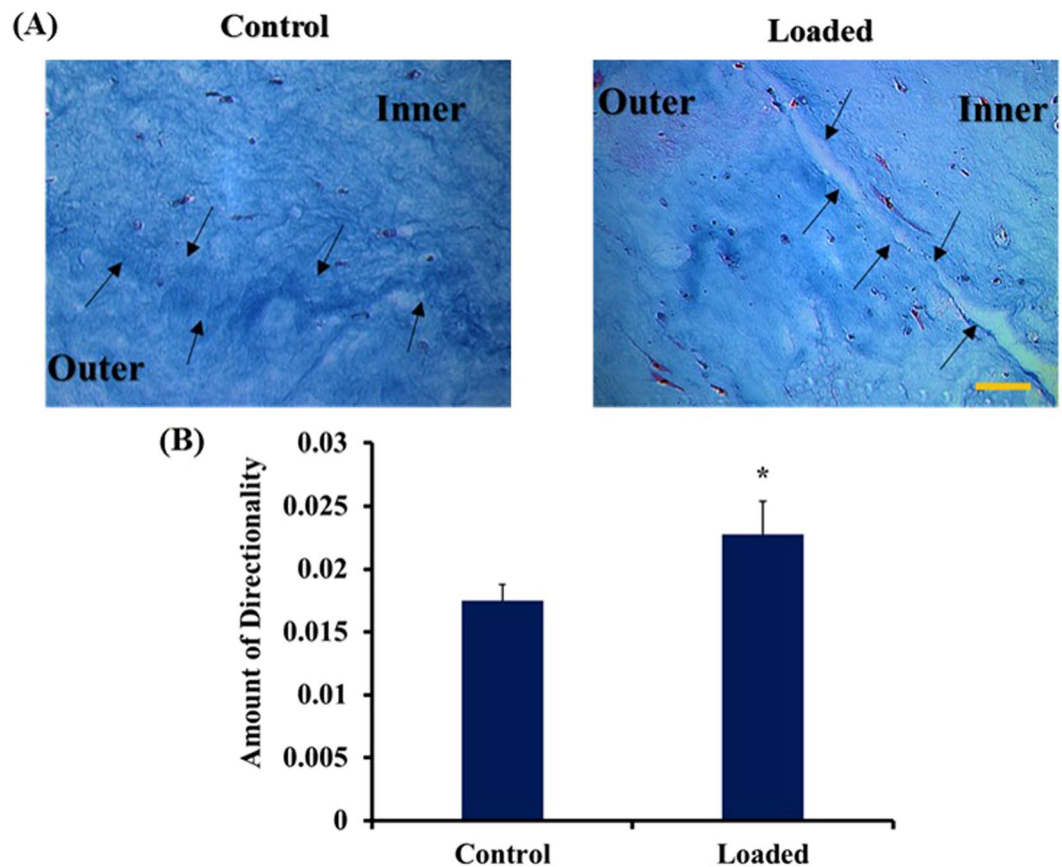 (A)
Control
Loaded
Inner
Outer
Outer
Inner
(B)
Amount of Directionality
0.03
0.025
0.02
0.015
0.01
0.005
0
*
Control
Loaded